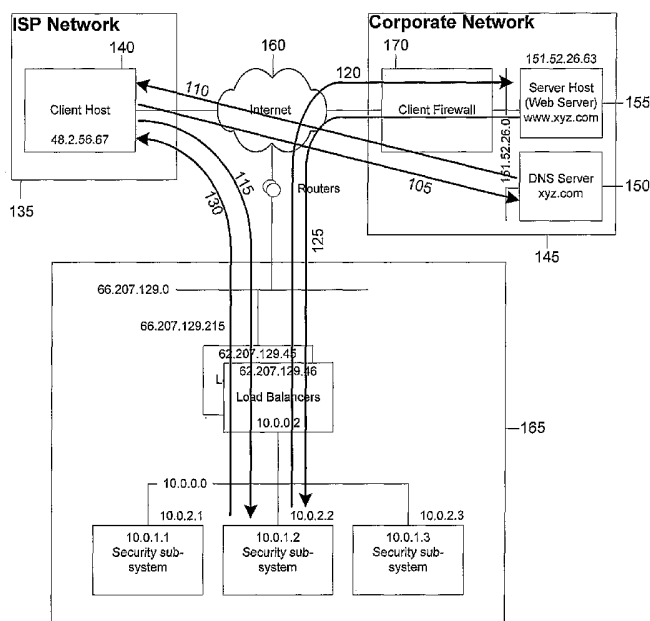 ISP Network
Corporate Network
140
160
170
151.52.26.63
110
120
Client Host
48.2.56.67
Internet
Client Firewall
151.52.26.0
Server Host
(Web Server)
www.xyz.com
155
DNS Server
xyz.com
150
105
115
130
Routers
125
135
145
66.207.129.0
66.207.129.215
62.207.129.45
62.207.129.46
L
Load Balancers
10.0.0.2
165
10.0.0.0
10.0.2.1
10.0.2.2
10.0.2.3
10.0.1.1
Security sub-
system
10.0.1.2
Security sub-
system
10.0.1.3
Security sub-
system